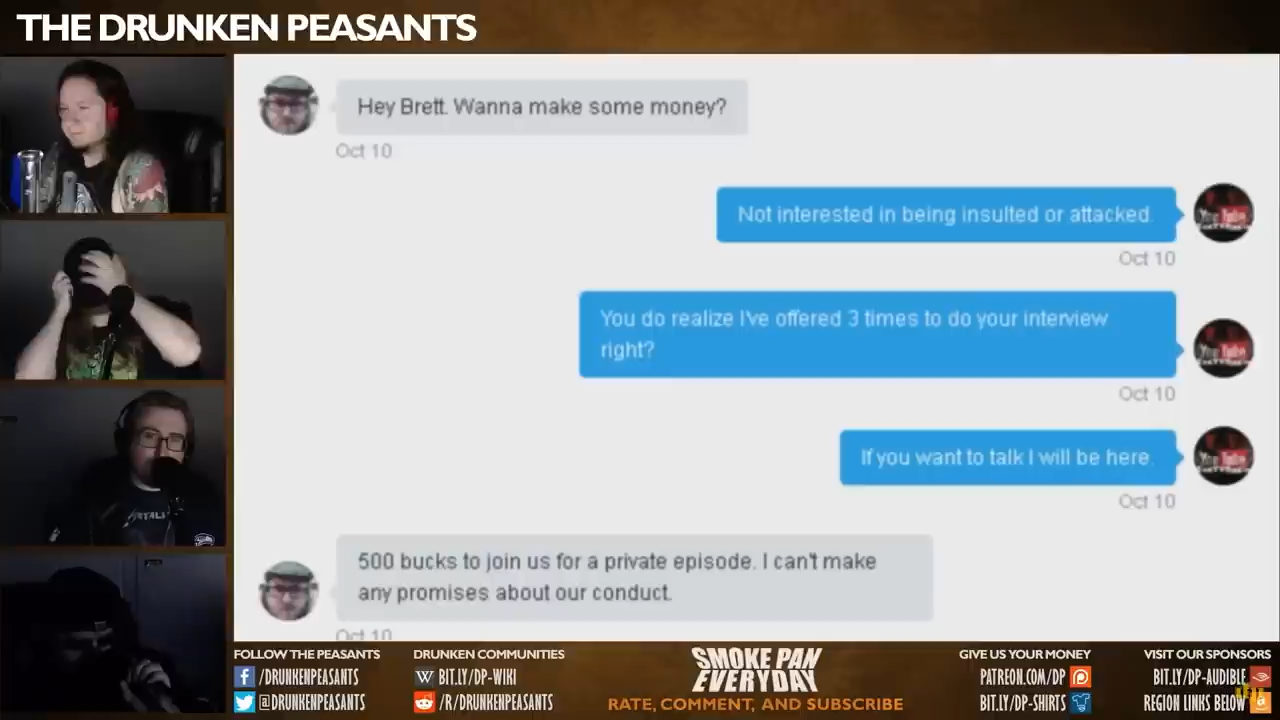 THE DRUNKEN PEASANTS
Hey Brett. Wanna make some money?
Oct 10
Not interested in being insulted or attacked.
Oct 10
You do realize I've offered 3 times to do your interview
right?
Oct 10
If you want to talk I will be here.
Oct 10
500 bucks to join us for a private episode. I can't make
any promises about our conduct.
Oct 10
FOLLOW THE PEASANTS
/DRUNKENPEASANTS
@DRUNKENPEASANTS
DRUNKEN COMMUNITIES
BIT.LY/DP-WIKI
/R/DRUNKENPEASANTS
SMOKE PAN
EVERYDAY
RATE, COMMENT, AND SUBSCRIBE
GIVE US YOUR MONEY
PATREON.COM/DP
BIT.LY/DP-SHIRTS
VISIT OUR SPONSORS
BIT.LY/DP-AUDIBLE
REGION LINKS BELOW